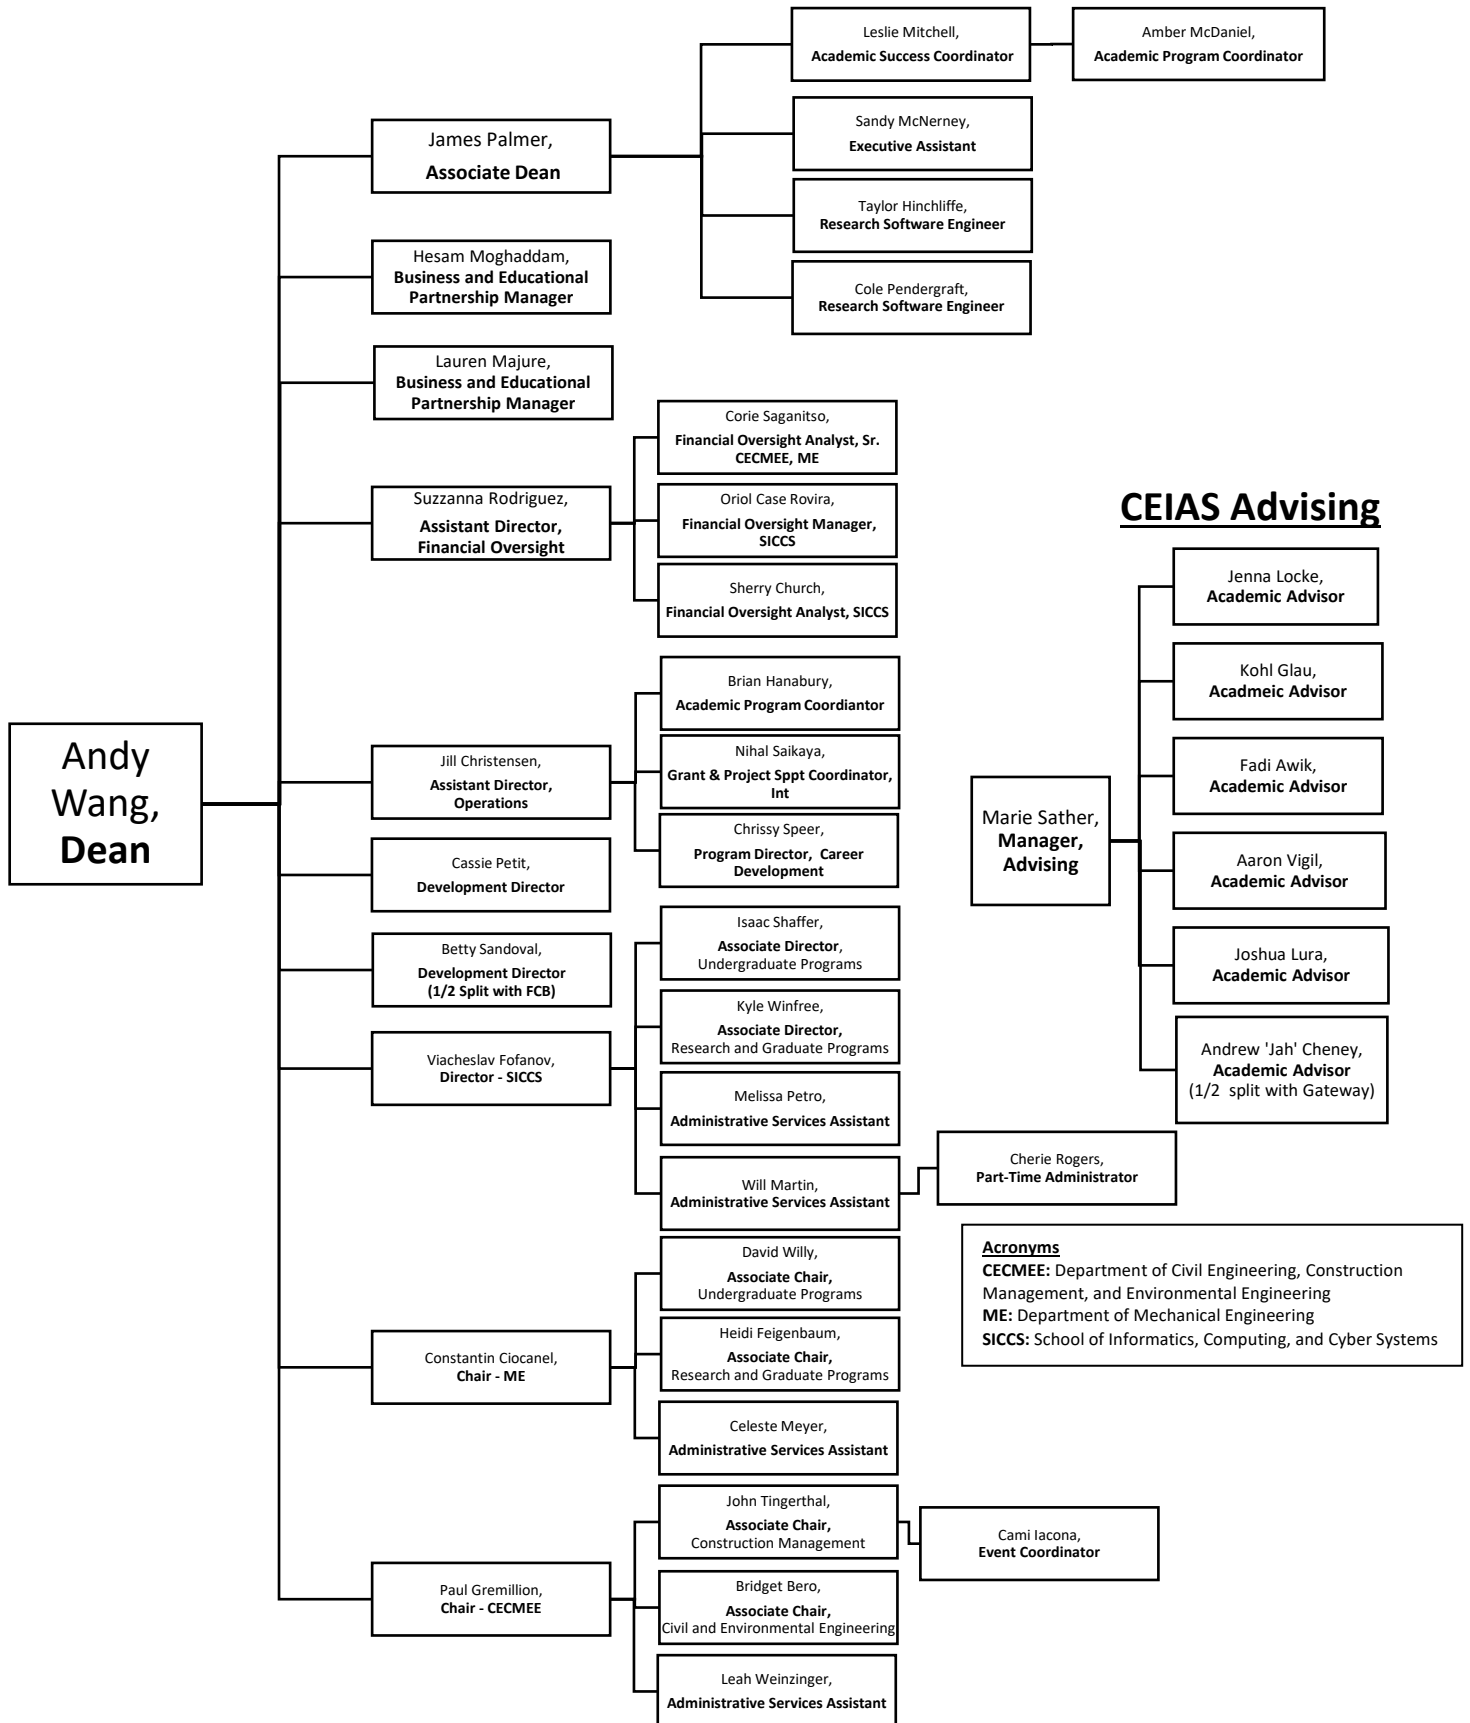 Leslie Mitchell,
Academic Success Coordinator
Amber McDaniel,
Academic Program Coordinator
James Palmer,
Associate Dean
Sandy McNerney,
Executive Assistant
Taylor Hinchliffe,
Research Software Engineer
Cole Pendergraft,
Research Software Engineer
Hesam Moghaddam,
Business and Educational
Partnership Manager
Lauren Majure,
Business and Educational
Partnership Manager
Suzzanna Rodriguez,
Assistant Director,
Financial Oversight
Corie Saganitso,
Financial Oversight Analyst, Sr.
CECMEE, ME
Oriol Case Rovira,
Financial Oversight Manager,
SICCS
Sherry Church,
Financial Oversight Analyst, SICCS
Andy
Wang,
Dean
Jill Christensen,
Assistant Director,
Operations
Brian Hanabury,
Academic Program Coordiantor
Nihal Saikaya,
Grant & Project Sppt Coordinator,
Int
Chrissy Speer,
Program Director, Career
Development
Cassie Petit,
Development Director
Betty Sandoval,
Development Director
(1/2 Split with FCB)
Viacheslav Fofanov,
Director - SICCS
Isaac Shaffer,
Associate Director,
Undergraduate Programs
Kyle Winfree,
Associate Director,
Research and Graduate Programs
Melissa Petro,
Administrative Services Assistant
Will Martin,
Administrative Services Assistant
Cherie Rogers,
Part-Time Administrator
Constantin Ciocanel,
Chair - ME
David Willy,
Associate Chair,
Undergraduate Programs
Heidi Feigenbaum,
Associate Chair,
Research and Graduate Programs
Celeste Meyer,
Administrative Services Assistant
Paul Gremillion,
Chair - CECMEE
John Tingerthal,
Associate Chair,
Construction Management
Cami Iacona,
Event Coordinator
Bridget Bero,
Associate Chair,
Civil and Environmental Engineering
Leah Weinzinger,
Administrative Services Assistant
CEIAS Advising
Marie Sather,
Manager,
Advising
Jenna Locke,
Academic Advisor
Kohl Glau,
Acadmeic Advisor
Fadi Awik,
Academic Advisor
Aaron Vigil,
Academic Advisor
Joshua Lura,
Academic Advisor
Andrew 'Jah' Cheney,
Academic Advisor
(1/2 split with Gateway)
Acronyms
CECMEE: Department of Civil Engineering, Construction
Management, and Environmental Engineering
ME: Department of Mechanical Engineering
SICCS: School of Informatics, Computing, and Cyber Systems